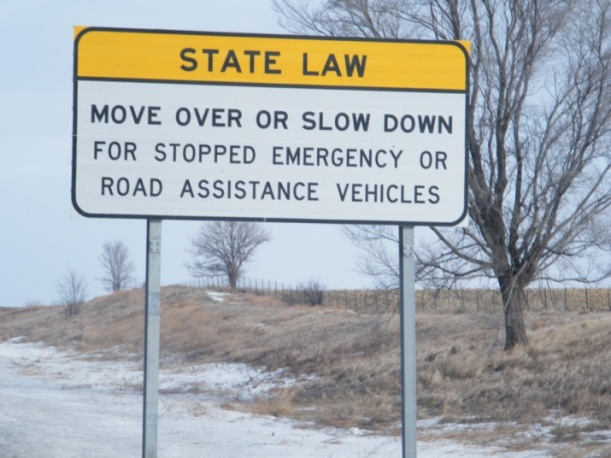 STATE LAW
MOVE OVER OR SLOW DOWN
FOR STOPPED EMERGENCY OR
ROAD ASSISTANCE VEHICLES